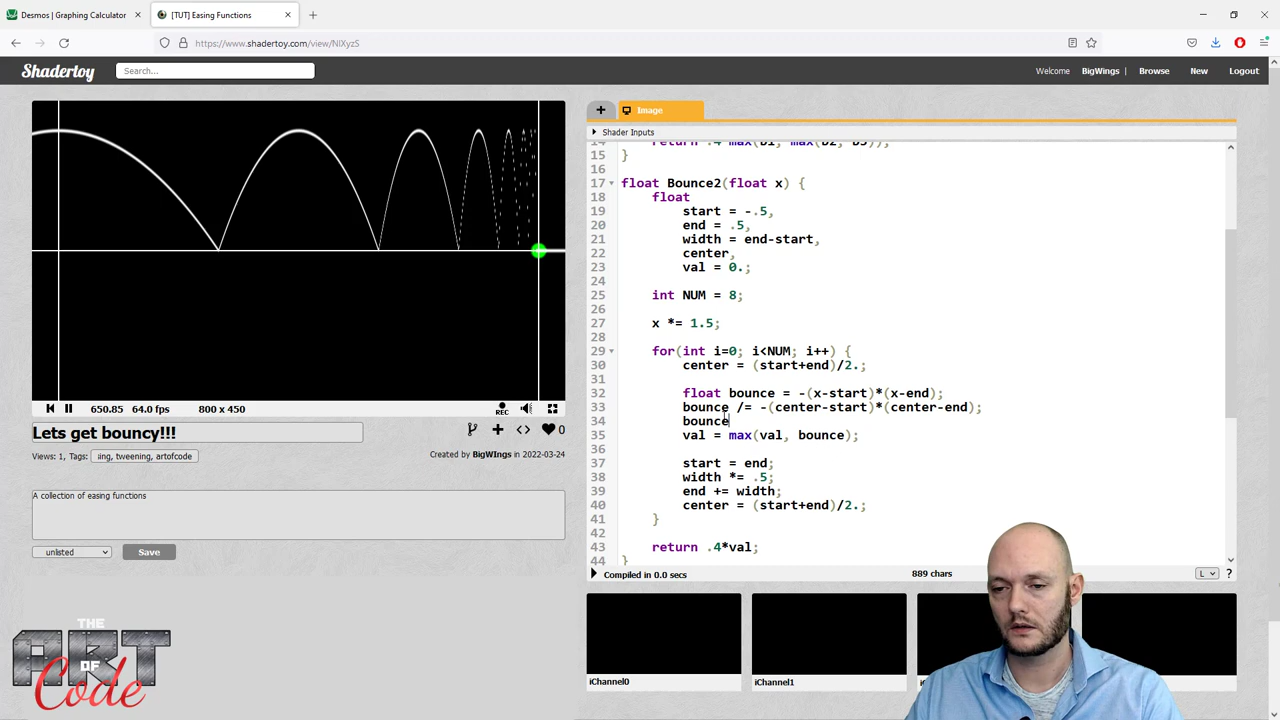 Desmos | Graphing Calculator
[TUT] Easing Functions
https://www.shadertoy.com/view/NlXyzS
Shadertoy
Search...
Welcome BigWings | Browse New Logout
Image
Shader Inputs
15 }
16
17 float Bounce2(float x) {
18 float
19 start = -.5,
20 end = .5,
21 width = end-start,
22 center,
23 val = 0.;
24
25 int NUM = 8;
26
27 x *= 1.5;
28
29 for(int i=0; i<NUM; i++) {
30 center = (start+end)/2.;
31
32 float bounce = -(x-start)*(x-end);
33 bounce /= -(center-start)*(center-end);
34 bounce
35 val = max(val, bounce);
36
37 start = end;
38 width *= .5;
39 end += width;
40 center = (start+end)/2.;
41 }
42
43 return .4*val;
44 }
650.85 64.0 fps 800 x 450
REC
Lets get bouncy!!!
0
Views: 1, Tags: ing, tweening, artofcode
Created by BigWIngs in 2022-03-24
A collection of easing functions
unlisted
Save
Compiled in 0.0 secs
889 chars
L
?
iChannel0
iChannel1
THE
ART
OF
Code